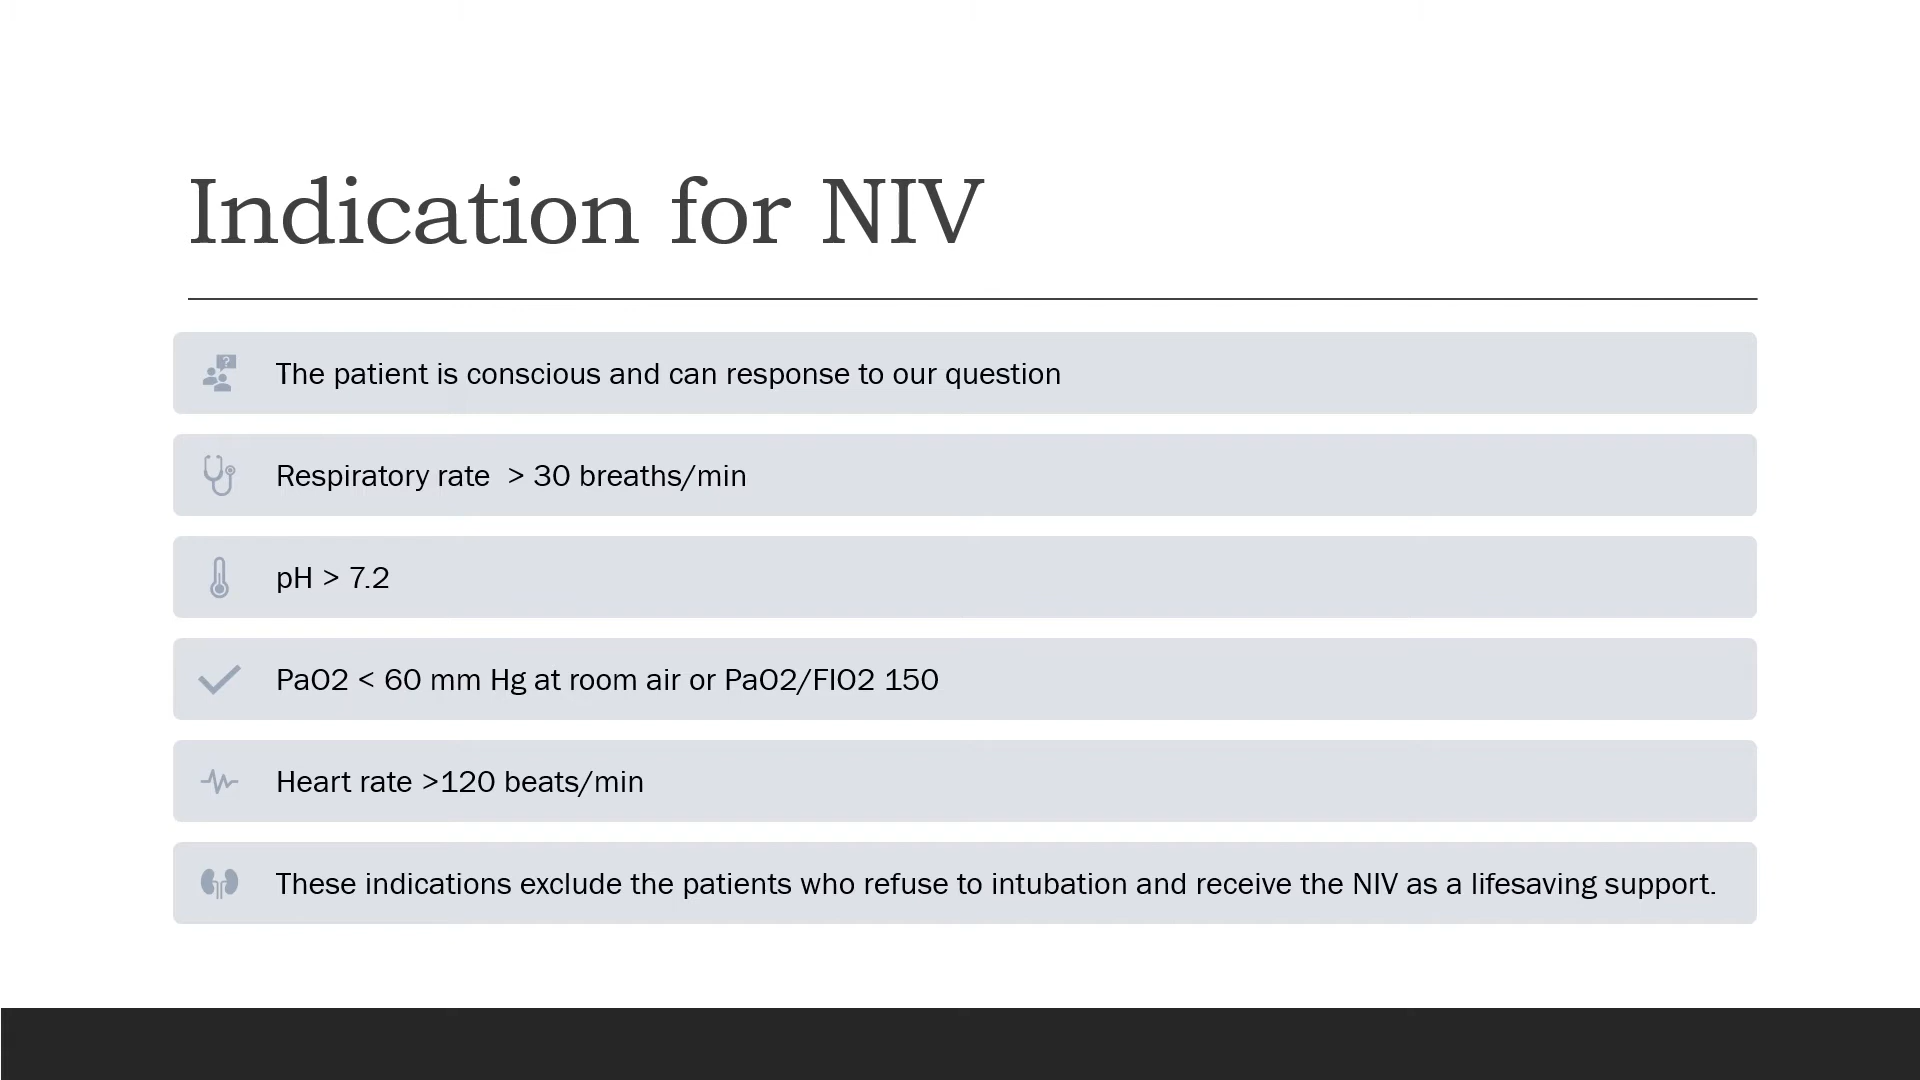 Indication for NIV
?
The patient is conscious and can response to our question
Respiratory rate  > 30 breaths/min
pH > 7.2
PaO2 < 60 mm Hg at room air or PaO2/FIO2 150
Heart rate >120 beats/min
These indications exclude the patients who refuse to intubation and receive the NIV as a lifesaving support.